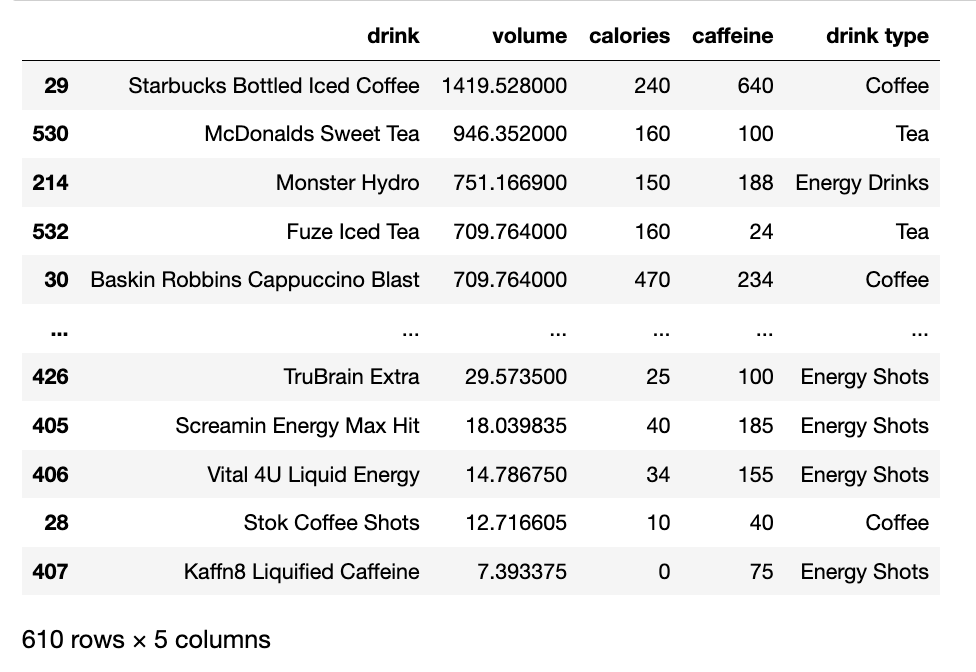 drink volume calories caffeine drink type
29 Starbucks Bottled Iced Coffee 1419.528000 240 640 Coffee
530 McDonalds Sweet Tea 946.352000 160 100 Tea
214 Monster Hydro 751.166900 150 188 Energy Drinks
532 Fuze Iced Tea 709.764000 160 24 Tea
30 Baskin Robbins Cappuccino Blast 709.764000 470 234 Coffee
... ... ... ... ... ...
426 TruBrain Extra 29.573500 25 100 Energy Shots
405 Screamin Energy Max Hit 18.039835 40 185 Energy Shots
406 Vital 4U Liquid Energy 14.786750 34 155 Energy Shots
28 Stok Coffee Shots 12.716605 10 40 Coffee
407 Kaffn8 Liquified Caffeine 7.393375 0 75 Energy Shots
610 rows × 5 columns